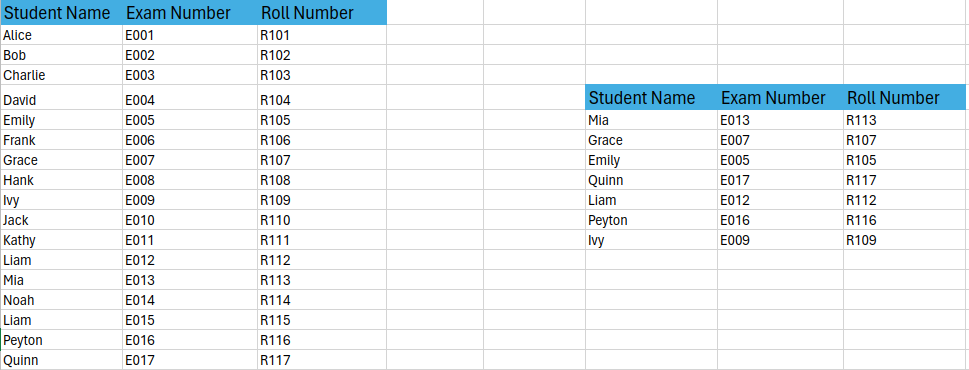 Student Name Exam Number Roll Number
Alice E001 R101
Bob E002 R102
Charlie E003 R103
David E004 R104
Emily E005 R105
Frank E006 R106
Grace E007 R107
Hank E008 R108
Ivy E009 R109
Jack E010 R110
Kathy E011 R111
Liam E012 R112
Mia E013 R113
Noah E014 R114
Liam E015 R115
Peyton E016 R116
Quinn E017 R117
Student Name Exam Number Roll Number
Mia E013 R113
Grace E007 R107
Emily E005 R105
Quinn E017 R117
Liam E012 R112
Peyton E016 R116
Ivy E009 R109